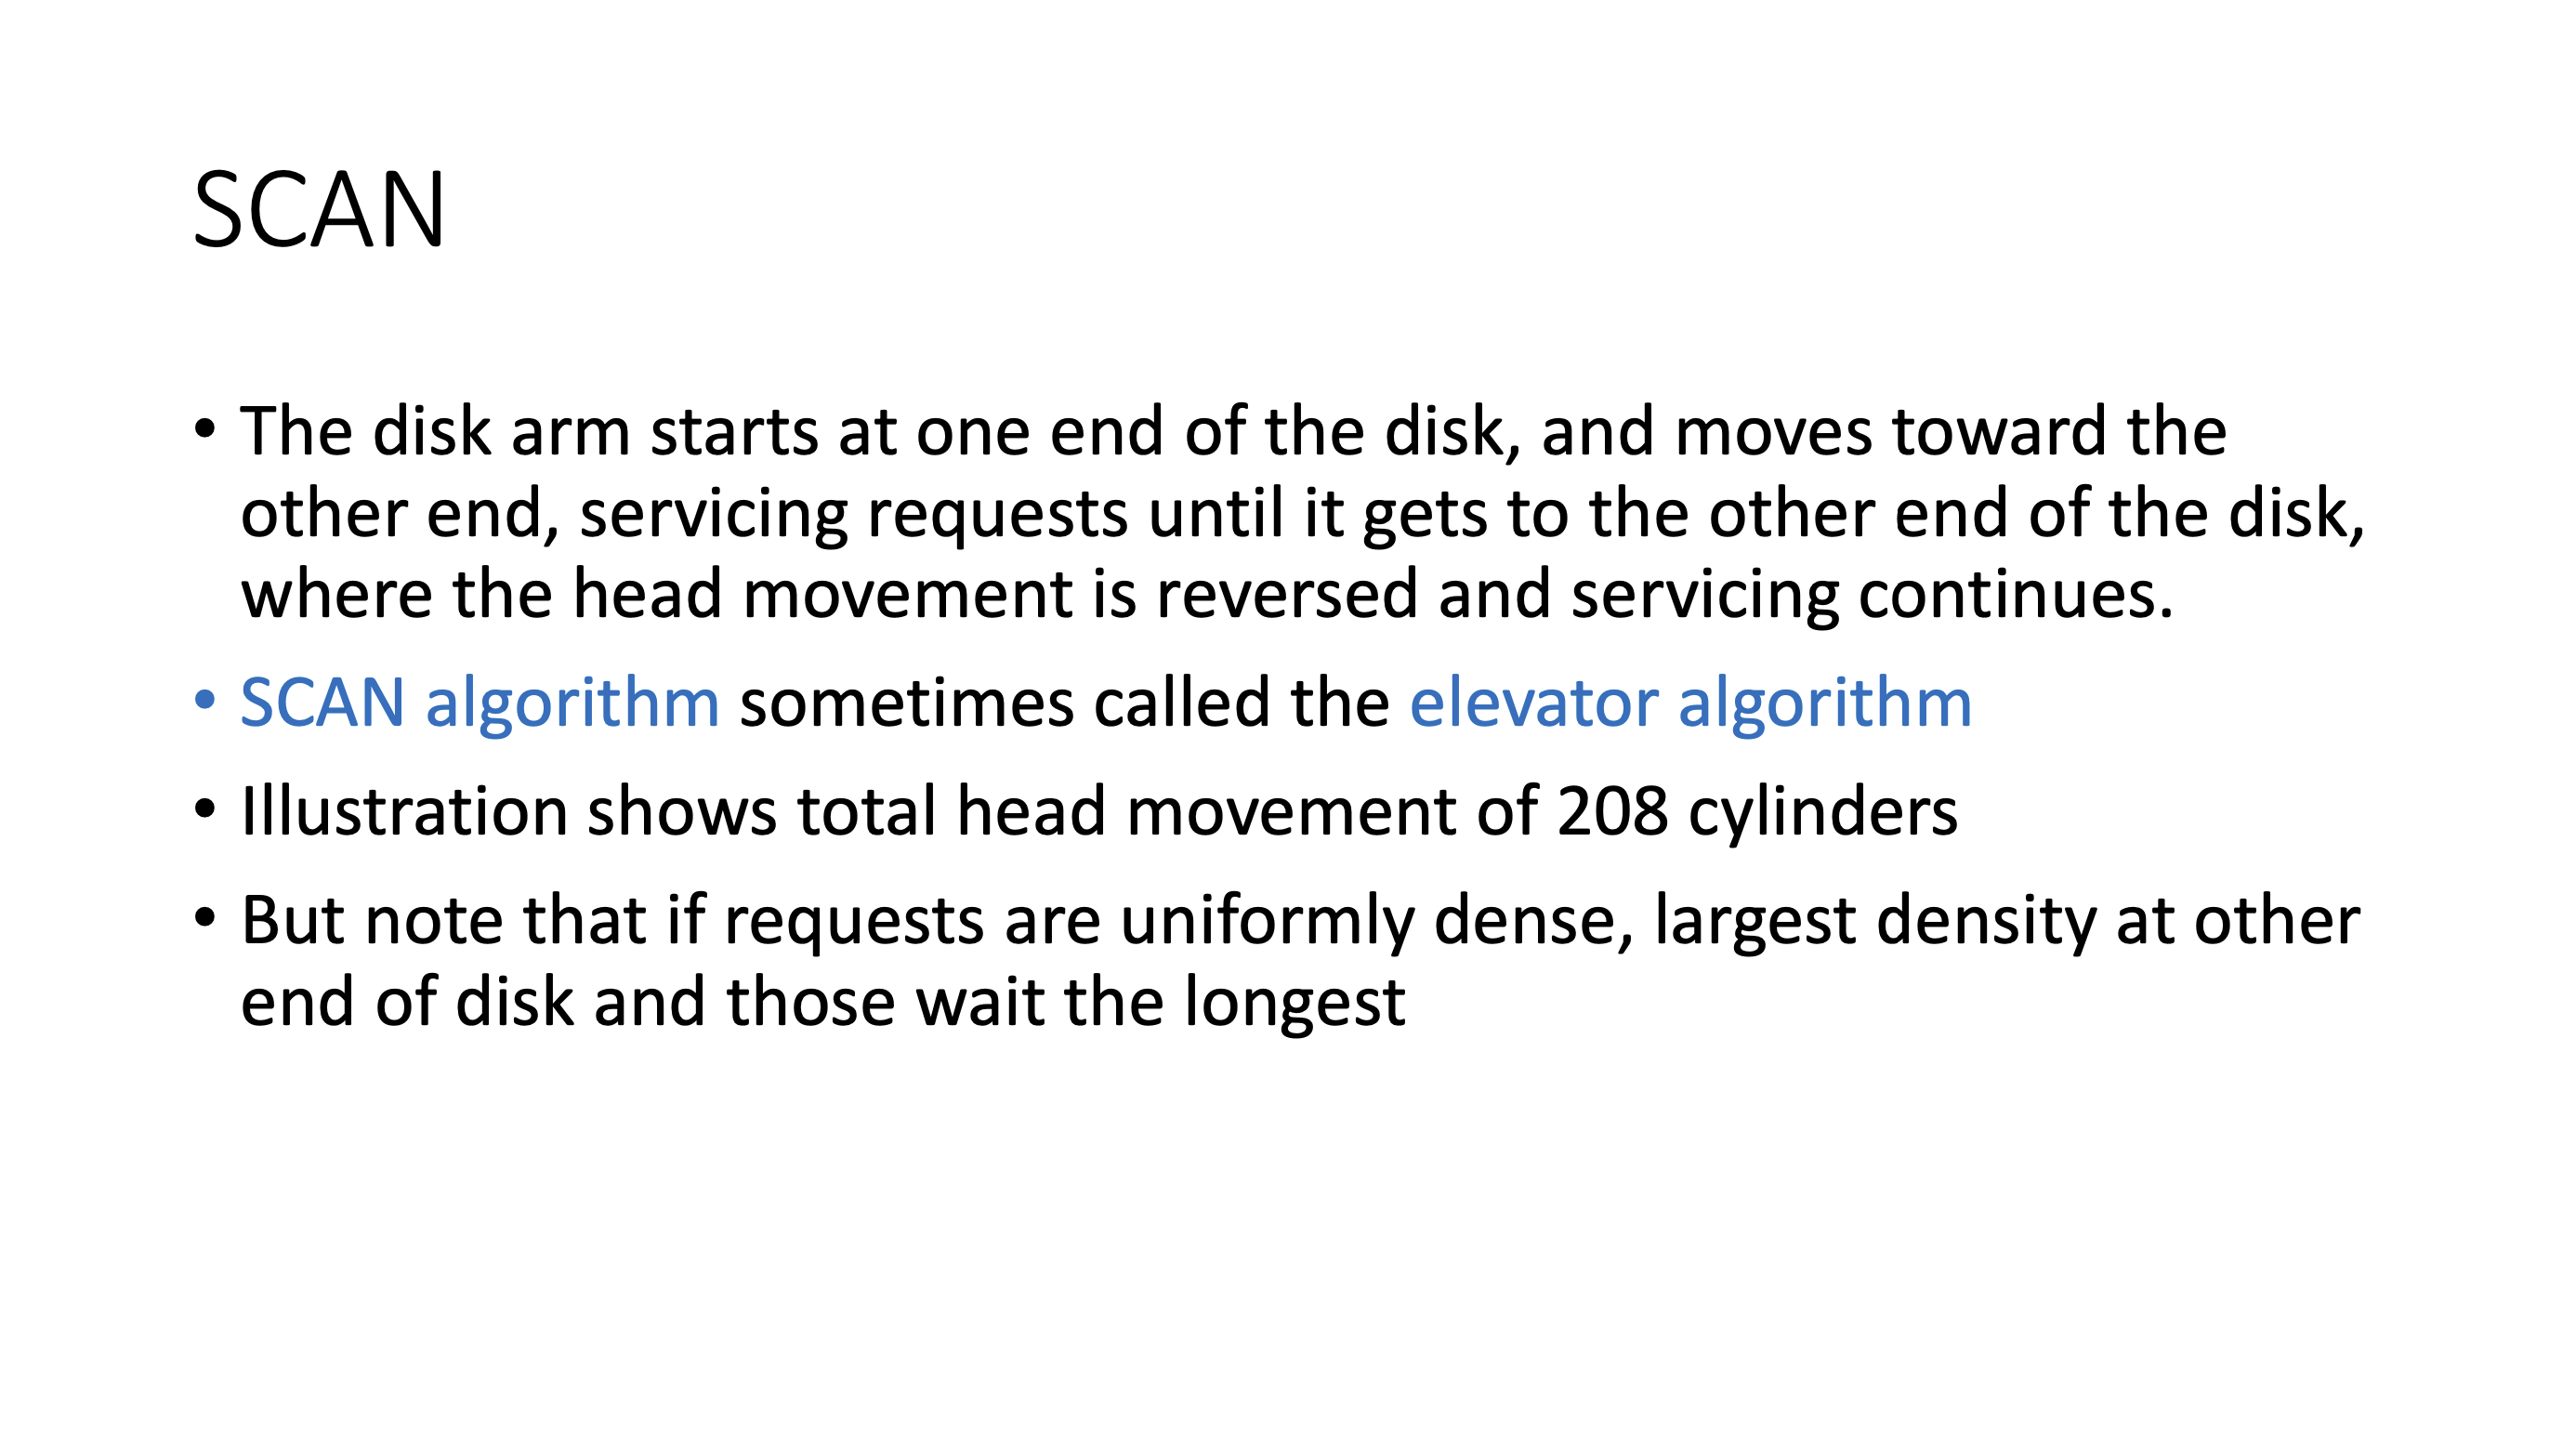 SCAN
• The disk arm starts at one end of the disk, and moves toward the
other end, servicing requests until it gets to the other end of the disk,
where the head movement is reversed and servicing continues.
• SCAN algorithm sometimes called the elevator algorithm
• Illustration shows total head movement of 208 cylinders
• But note that if requests are uniformly dense, largest density at other
end of disk and those wait the longest